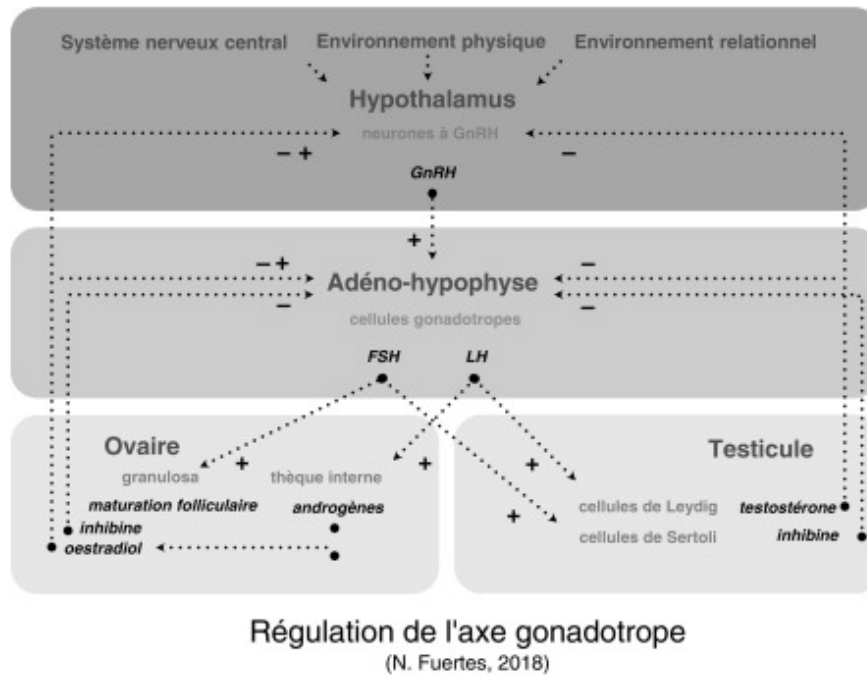 Système nerveux central Environnement physique Environnement relationnel
Hypothalamus
neurones à GnRH
– + –
GnRH
+
– + –
Adéno-hypophyse
– –
cellules gonadotropes
FSH LH
Ovaire Testicule
granulosa + thèque interne + +
maturation folliculaire androgènes cellules de Leydig testostérone
+
inhibine cellules de Sertoli inhibine
oestradiol
Régulation de l'axe gonadotrope
(N. Fuertes, 2018)